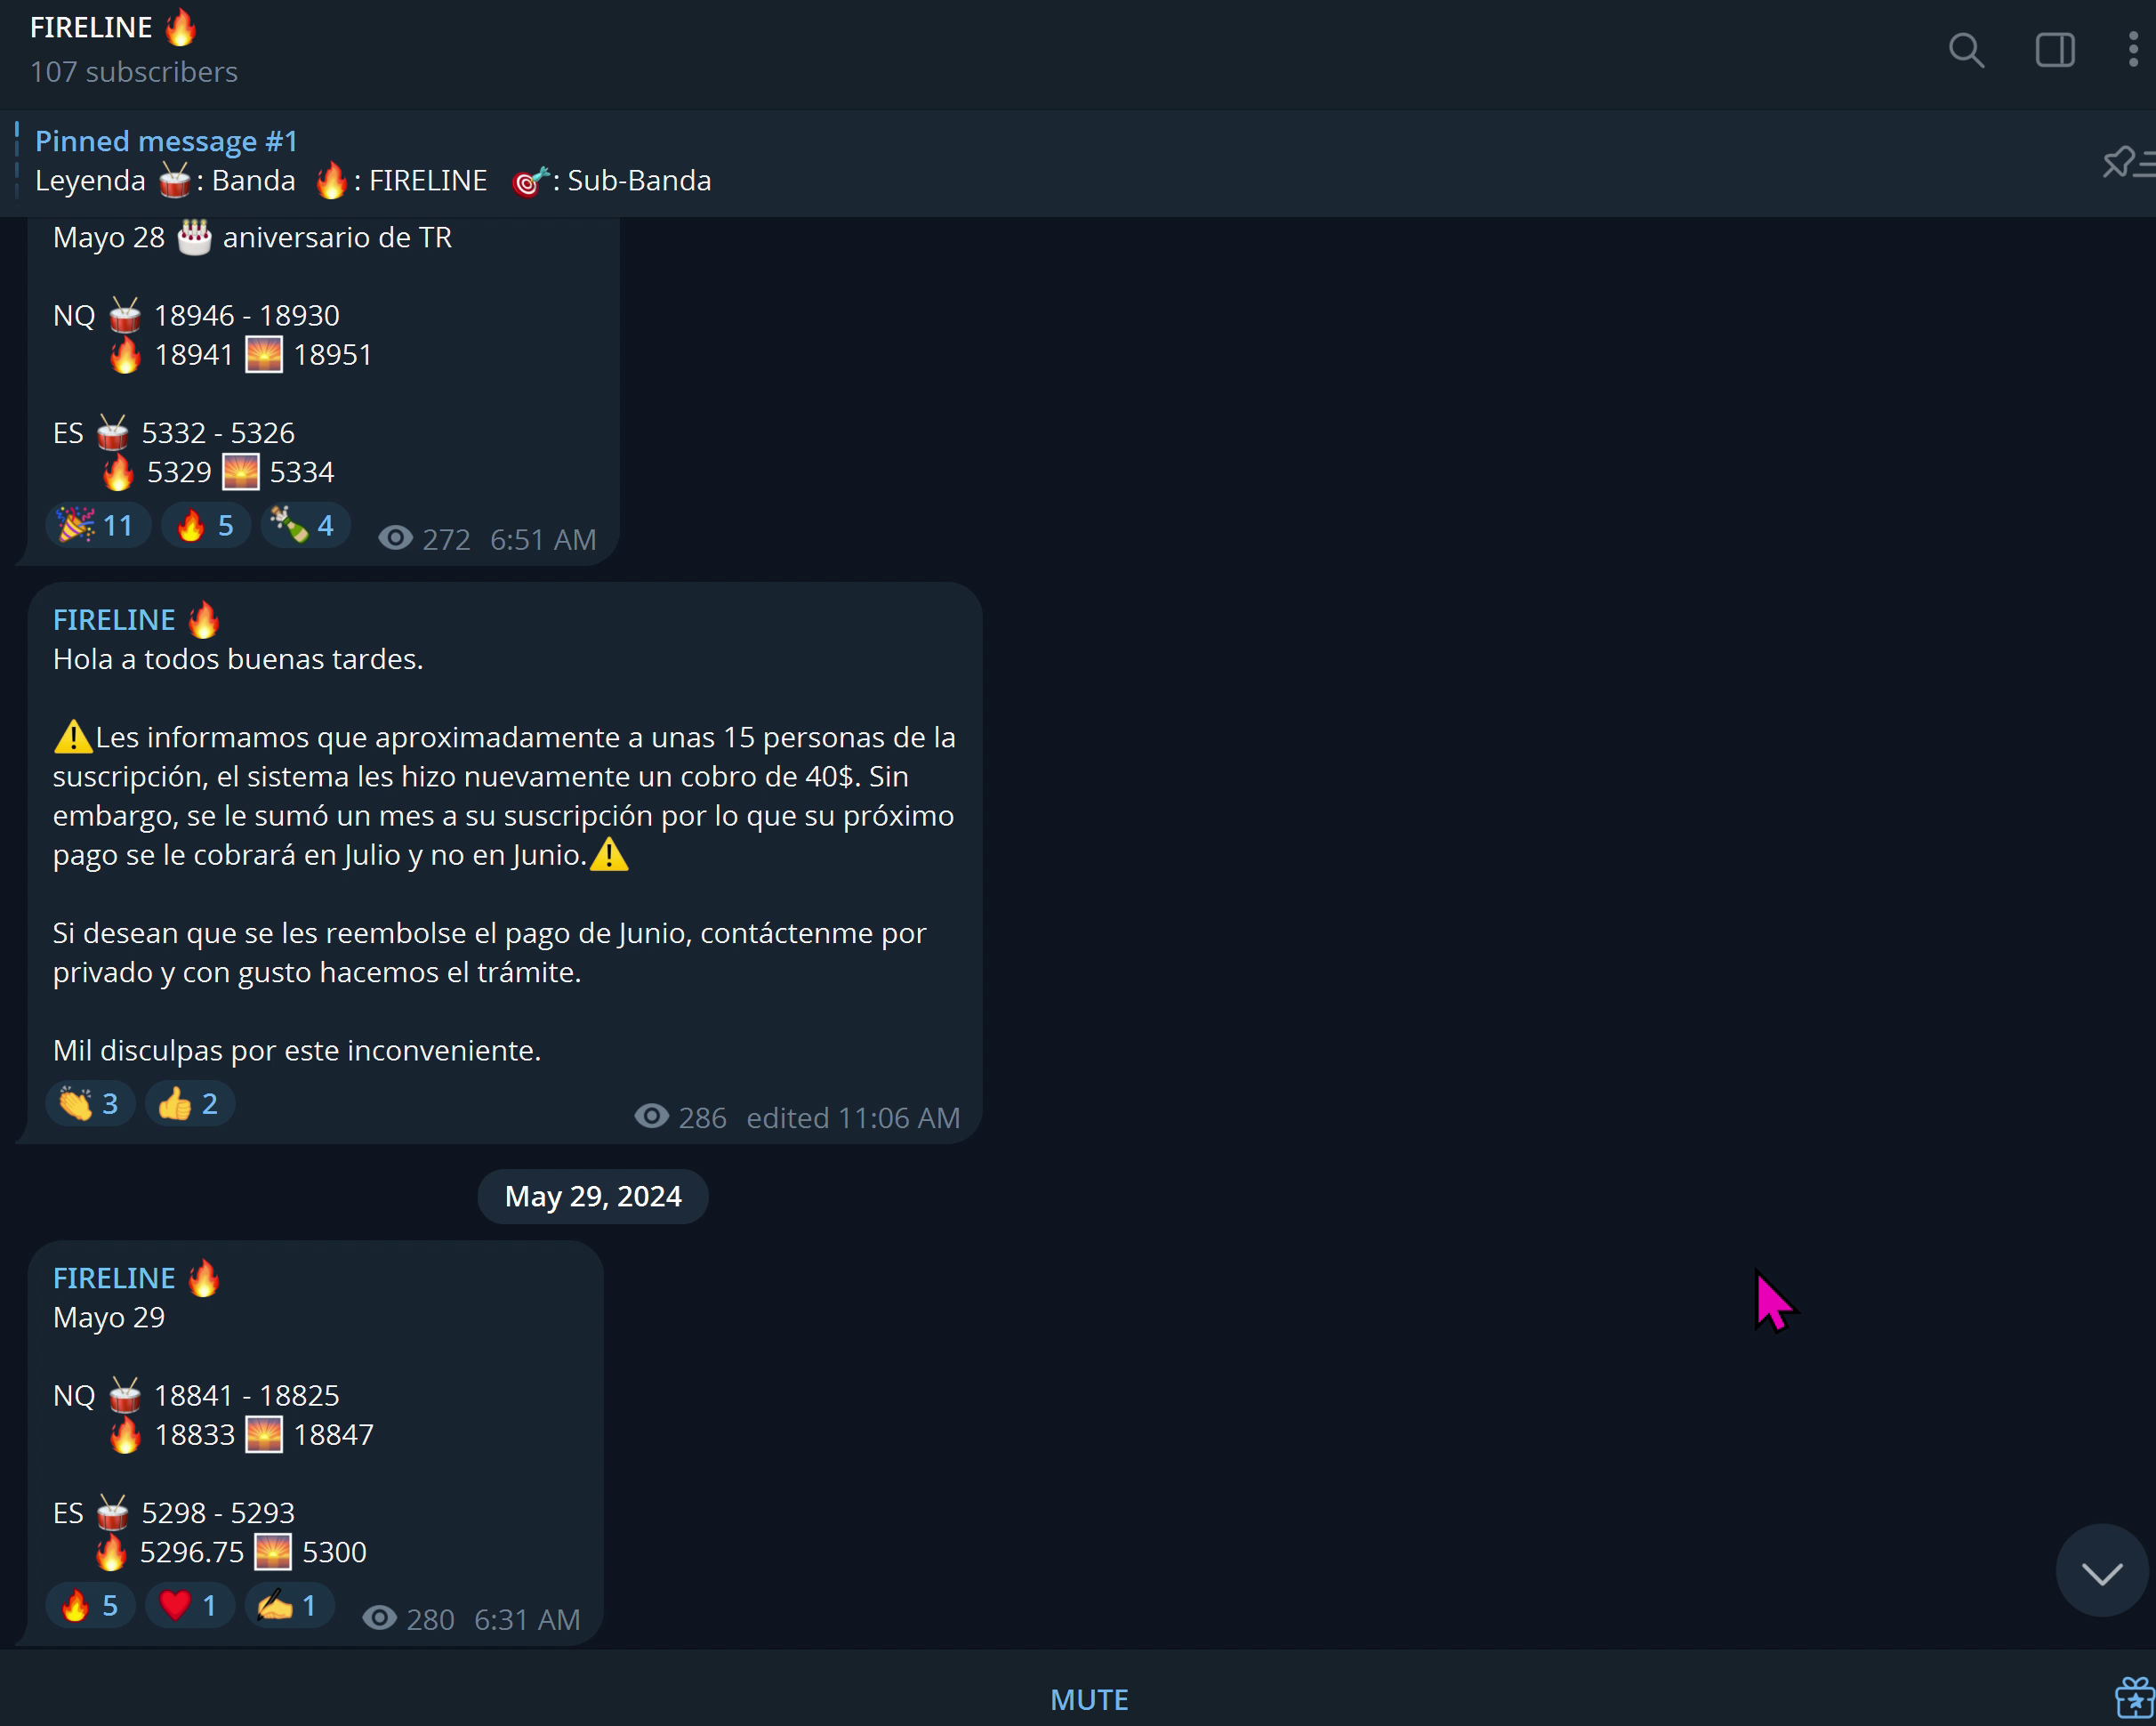 FIRELINE 🔥
107 subscribers
Pinned message #1
Leyenda 🥁: Banda 🔥: FIRELINE 🎯: Sub-Banda
Mayo 28 🎂 aniversario de TR
NQ 🥁 18946 - 18930
🔥 18941 🌅 18951
ES 🥁 5332 - 5326
🔥 5329 🌅 5334
🎉 11 🔥 5 🍾 4 272 6:51 AM
FIRELINE 🔥
Hola a todos buenas tardes.
⚠️Les informamos que aproximadamente a unas 15 personas de la
suscripción, el sistema les hizo nuevamente un cobro de 40$. Sin
embargo, se le sumó un mes a su suscripción por lo que su próximo
pago se le cobrará en Julio y no en Junio.⚠️
Si desean que se les reembolse el pago de Junio, contáctenme por
privado y con gusto hacemos el trámite.
Mil disculpas por este inconveniente.
👏 3 👍 2 286 edited 11:06 AM
May 29, 2024
FIRELINE 🔥
Mayo 29
NQ 🥁 18841 - 18825
🔥 18833 🌅 18847
ES 🥁 5298 - 5293
🔥 5296.75 🌅 5300
🔥 5 ❤️ 1 ✍️ 1 280 6:31 AM
MUTE